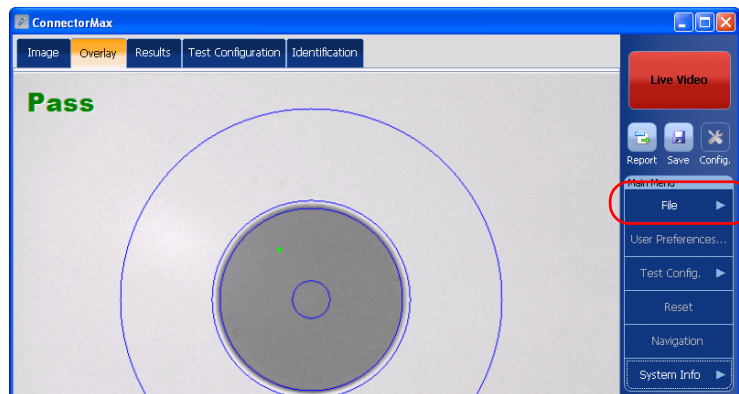 ConnectorMax
Image Overlay Results Test Configuration Identification
Pass
Live Video
Report Save Config.
Main Menu
File
User Preferences...
Test Config.
Reset
Navigation
System Info